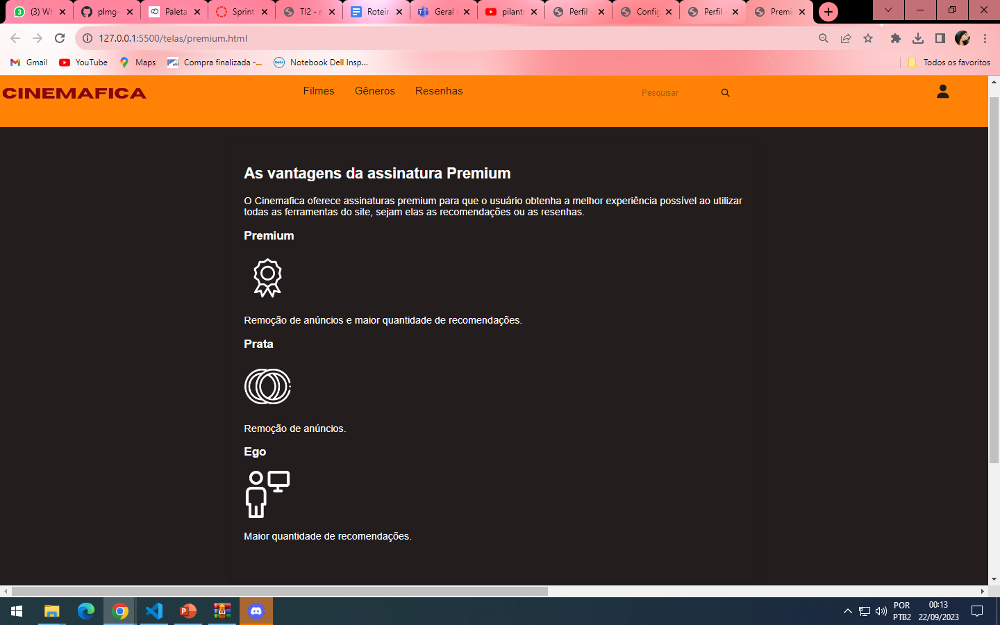 (3) Wh
plmg-
Paleta
Sprint
TI2 - r
Roteir
Geral
pilant
Perfil -
Config
Perfil -
Premi
127.0.0.1:5500/telas/premium.html
Gmail
YouTube
Maps
Compra finalizada -...
Notebook Dell Insp...
Todos os favoritos
CINEMAFICA
Filmes
Gêneros
Resenhas
Pesquisar
As vantagens da assinatura Premium
O Cinemafica oferece assinaturas premium para que o usuário obtenha a melhor experiência possível ao utilizar
todas as ferramentas do site, sejam elas as recomendações ou as resenhas.
Premium
Remoção de anúncios e maior quantidade de recomendações.
Prata
Remoção de anúncios.
Ego
Maior quantidade de recomendações.
POR
PTB2
00:13
22/09/2023